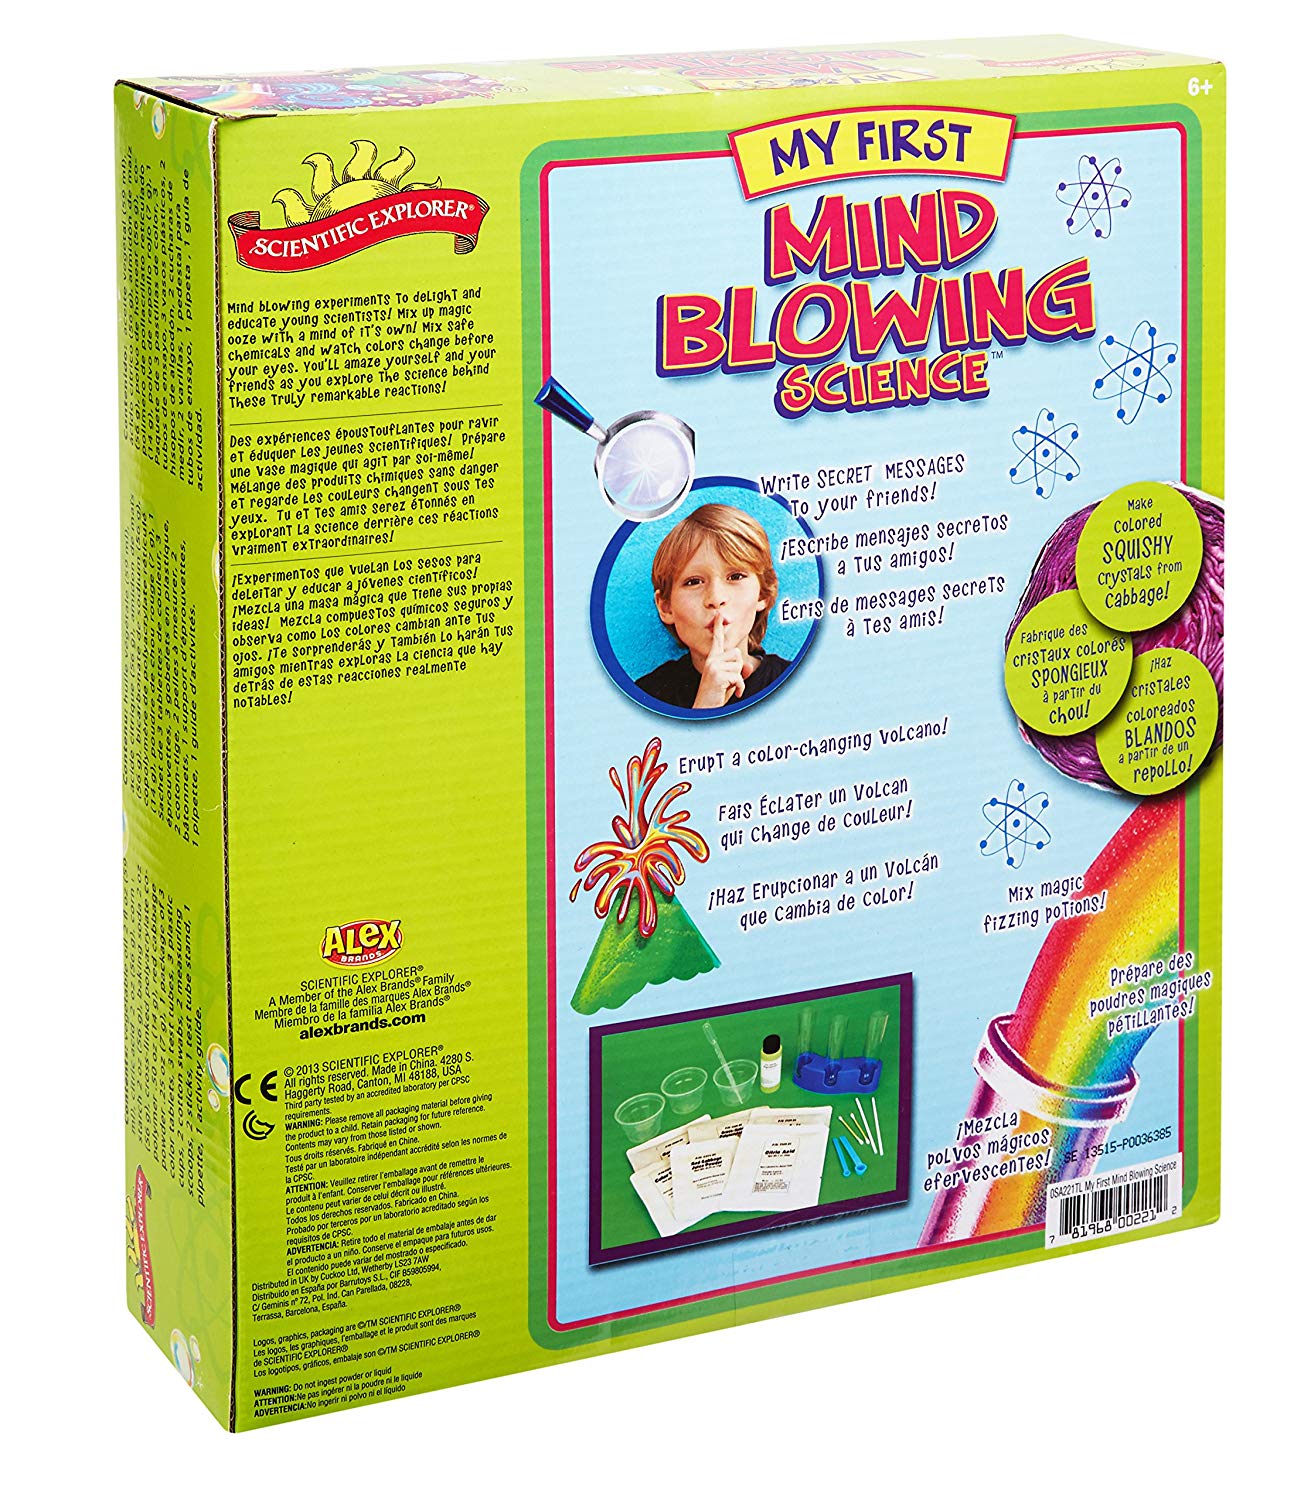 6+
MY FIRST
MIND
BLOWING
SCIENCE™
SCIENTIFIC EXPLORER®
Mind blowing experiments to delight and
educate young scientists! Mix up magic
ooze with a mind of it's own! Mix safe
chemicals and watch colors change before
your eyes. You'll amaze yourself and your
friends as you explore the science behind
these truly remarkable reactions!
Des expériences époustouflantes pour ravir
et éduquer les jeunes scientifiques! Prépare
une vase magique qui agit par soi-même!
Mélange des produits chimiques sans danger
et regarde les couleurs changent sous tes
yeux. Tu et tes amis serez étonnés en
explorant la science derrière ces réactions
vraiment extraordinaires!
¡Experimentos que vuelan los sesos para
deleitar y educar a jóvenes científicos!
¡Mezcla una masa mágica que tiene sus propias
ideas! Mezcla compuestos químicos seguros y
observa como los colores cambian ante tus
ojos. ¡Te sorprenderás y también lo harán tus
amigos mientras exploras la ciencia que hay
detrás de estas reacciones realmente
notables!
ALEX
BRANDS
SCIENTIFIC EXPLORER®
A Member of the Alex Brands® Family
Membre de la famille des marques Alex Brands®
Miembro de la familia Alex Brands®
alexbrands.com
CE
© 2013 SCIENTIFIC EXPLORER®
All rights reserved. Made in China. 4280 S.
Haggerty Road, Canton, MI 48188, USA
Third party tested by an accredited laboratory per CPSC
requirements.
WARNING: Please remove all packaging material before giving
the product to a child. Retain packaging for future reference.
Contents may vary from those listed or shown.
Tous droits réservés. Fabriqué en Chine.
Testé par un laboratoire indépendant accrédité selon les normes de
la CPSC.
ATTENTION: Veuillez retirer l'emballage avant de remettre le
produit à l'enfant. Conserver l'emballage pour références ultérieures.
Le contenu peut varier de celui décrit ou illustré.
Todos los derechos reservados. Fabricado en China.
Probado por terceros por un laboratorio acreditado según los
requisitos de CPSC.
ADVERTENCIA: Retire todo el material de embalaje antes de dar
el producto a un niño. Conserve el empaque para futuros usos.
El contenido puede variar del mostrado o especificado.
Distributed in UK by Cuckoo Ltd, Wetherby LS23 7AW
Distribuido en España por Barrutoys S.L., CIF B59805994,
C/ Geminis nº 72, Pol. Ind. Can Parellada, 08228,
Terrassa, Barcelona, España.
Logos, graphics, packaging are ©/TM SCIENTIFIC EXPLORER®
Les logos, les graphiques, l'emballage et le produit sont des marques
de SCIENTIFIC EXPLORER®
Los logotipos, gráficos, embalaje son ©/TM SCIENTIFIC EXPLORER®
WARNING: Do not ingest powder or liquid
ATTENTION: Ne pas ingérer ni la poudre ni le liquide
ADVERTENCIA: No ingerir ni polvo ni el líquido
Write SECRET MESSAGES
to your friends!
¡Escribe mensajes secretos
a tus amigos!
Écris de messages secrets
à tes amis!
Make
colored
SQUISHY
crystals from
Cabbage!
Fabrique des
cristaux colorés
SPONGIEUX
à partir du
chou!
¡Haz
cristales
coloreados
BLANDOS
a partir de un
repollo!
Erupt a color-changing volcano!
Fais Éclater un Volcan
qui Change de Couleur!
¡Haz Erupcionar a un Volcán
que Cambia de Color!
Mix magic
fizzing potions!
Prépare des
poudres magiques
pétillantes!
¡Mezcla
polvos mágicos
efervescentes!
Red Cabbage
Citric Acid
SE 13515-P0036385
0SA221TL My First Mind Blowing Science
7 81968 00221 2
SCIENTIFIC EXPLORER